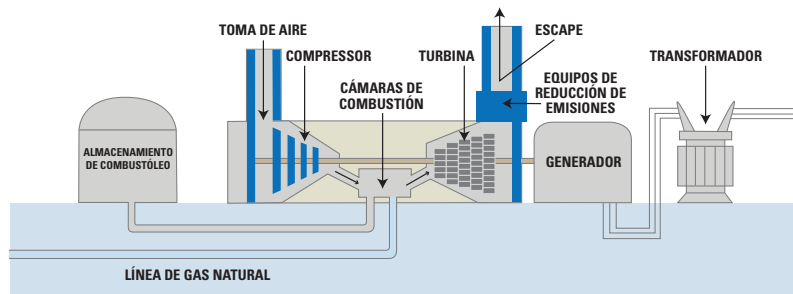 TOMA DE AIRE
COMPRESSOR
CÁMARAS DE
COMBUSTIÓN
TURBINA
ESCAPE
EQUIPOS DE
REDUCCIÓN DE
EMISIONES
TRANSFORMADOR
ALMACENAMIENTO
DE COMBUSTÓLEO
GENERADOR
LÍNEA DE GAS NATURAL